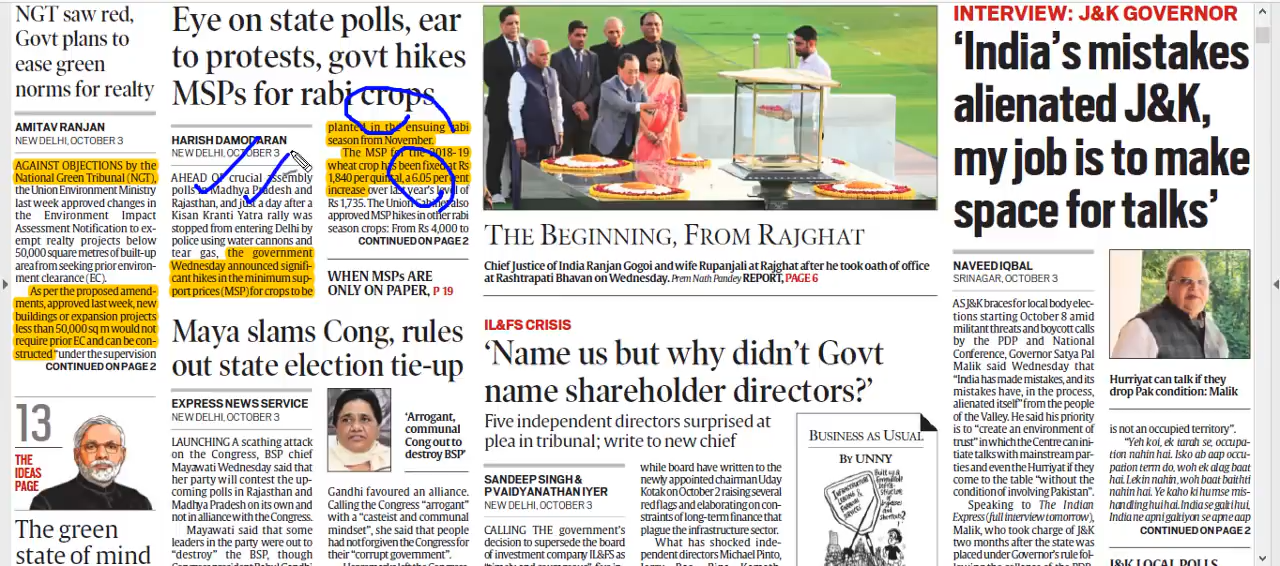 NGT saw red,
Govt plans to
ease green
norms for realty
AMITAV RANJAN
NEW DELHI, OCTOBER 3
AGAINST OBJECTIONS by the
National Green Tribunal (NGT),
the Union Environment Ministry
last week approved changes in
the Environment Impact
Assessment Notification to ex-
empt realty projects below
50,000 square metres of built-up
area from seeking prior environ-
ment clearance (EC).
As per the proposed amend-
ments, approved last week, new
buildings or expansion projects
less than 50,000 sq m would not
require prior EC and can be con-
structed "under the supervision
CONTINUED ON PAGE 2
13
THE
IDEAS
PAGE
The green
state of mind
Eye on state polls, ear
to protests, govt hikes
MSPs for rabi crops
HARISH DAMODARAN
NEW DELHI, OCTOBER 3
AHEAD OF crucial assembly
polls in Madhya Pradesh and
Rajasthan, and just a day after a
Kisan Kranti Yatra rally was
stopped from entering Delhi by
police using water cannons and
tear gas, the government
Wednesday announced signifi-
cant hikes in the minimum sup-
port prices (MSP) for crops to be
planted in the ensuing rabi
season from November.
The MSP for the 2018-19
wheat crop has been fixed at Rs
1,840 per quintal, a 6.05 per cent
increase over last year's level of
Rs 1,735. The Union Cabinet also
approved MSP hikes in other rabi
season crops: From Rs 4,000 to
CONTINUED ON PAGE 2
WHEN MSPs ARE
ONLY ON PAPER, P 19
Maya slams Cong, rules
out state election tie-up
EXPRESS NEWS SERVICE
NEW DELHI, OCTOBER 3
LAUNCHING A scathing attack
on the Congress, BSP chief
Mayawati Wednesday said that
her party will contest the up-
coming polls in Rajasthan and
Madhya Pradesh on its own and
not in alliance with the Congress.
Mayawati said that some
leaders in the party were out to
"destroy" the BSP, though
'Arrogant,
communal
Cong out to
destroy BSP'
Gandhi favoured an alliance.
Calling the Congress "arrogant"
with a "casteist and communal
mindset", she said that people
had not forgiven the Congress for
their "corrupt government".
THE BEGINNING, FROM RAJGHAT
Chief Justice of India Ranjan Gogoi and wife Rupanjali at Rajghat after he took oath of office
at Rashtrapati Bhavan on Wednesday. Prem Nath Pandey REPORT, PAGE 6
IL&FS CRISIS
'Name us but why didn't Govt
name shareholder directors?'
Five independent directors surprised at
plea in tribunal; write to new chief
SANDEEP SINGH &
P VAIDYANATHAN IYER
NEW DELHI, OCTOBER 3
CALLING THE government's
decision to supersede the board
of investment company IL&FS as
while board have written to the
newly appointed chairman Uday
Kotak on October 2 raising several
red flags and elaborating on con-
straints of long-term finance that
plague the infrastructure sector.
What has shocked inde-
pendent directors Michael Pinto,
BUSINESS AS USUAL
BY UNNY
INTERVIEW: J&K GOVERNOR
'India's mistakes
alienated J&K,
my job is to make
space for talks'
NAVEED IQBAL
SRINAGAR, OCTOBER 3
AS J&K braces for local body elec-
tions starting October 8 amid
militant threats and boycott calls
by the PDP and National
Conference, Governor Satya Pal
Malik said Wednesday that
"India has made mistakes, and its
mistakes have, in the process,
alienated itself" from the people
of the Valley. He said his priority
is to "create an environment of
trust" in which the Centre can ini-
tiate talks with mainstream parti-
es and even the Hurriyat if they
come to the table "without the
condition of involving Pakistan".
Speaking to The Indian
Express (full interview tomorrow),
Malik, who took charge of J&K
two months after the state was
placed under Governor's rule fol-
Hurriyat can talk if they
drop Pak condition: Malik
is not an occupied territory".
"Yeh koi, ek tarah se, occupa-
tion nahin hai. Isko ab aap occu-
pation term do, woh ek alag baat
hai. Lekin nahin, woh baat baithti
nahin hai. Ye kaho ki humse mis-
handling hui hai. India se galti hui,
India ne apni galtiyan se apne aap
CONTINUED ON PAGE 2
J&K LOCAL POLLS